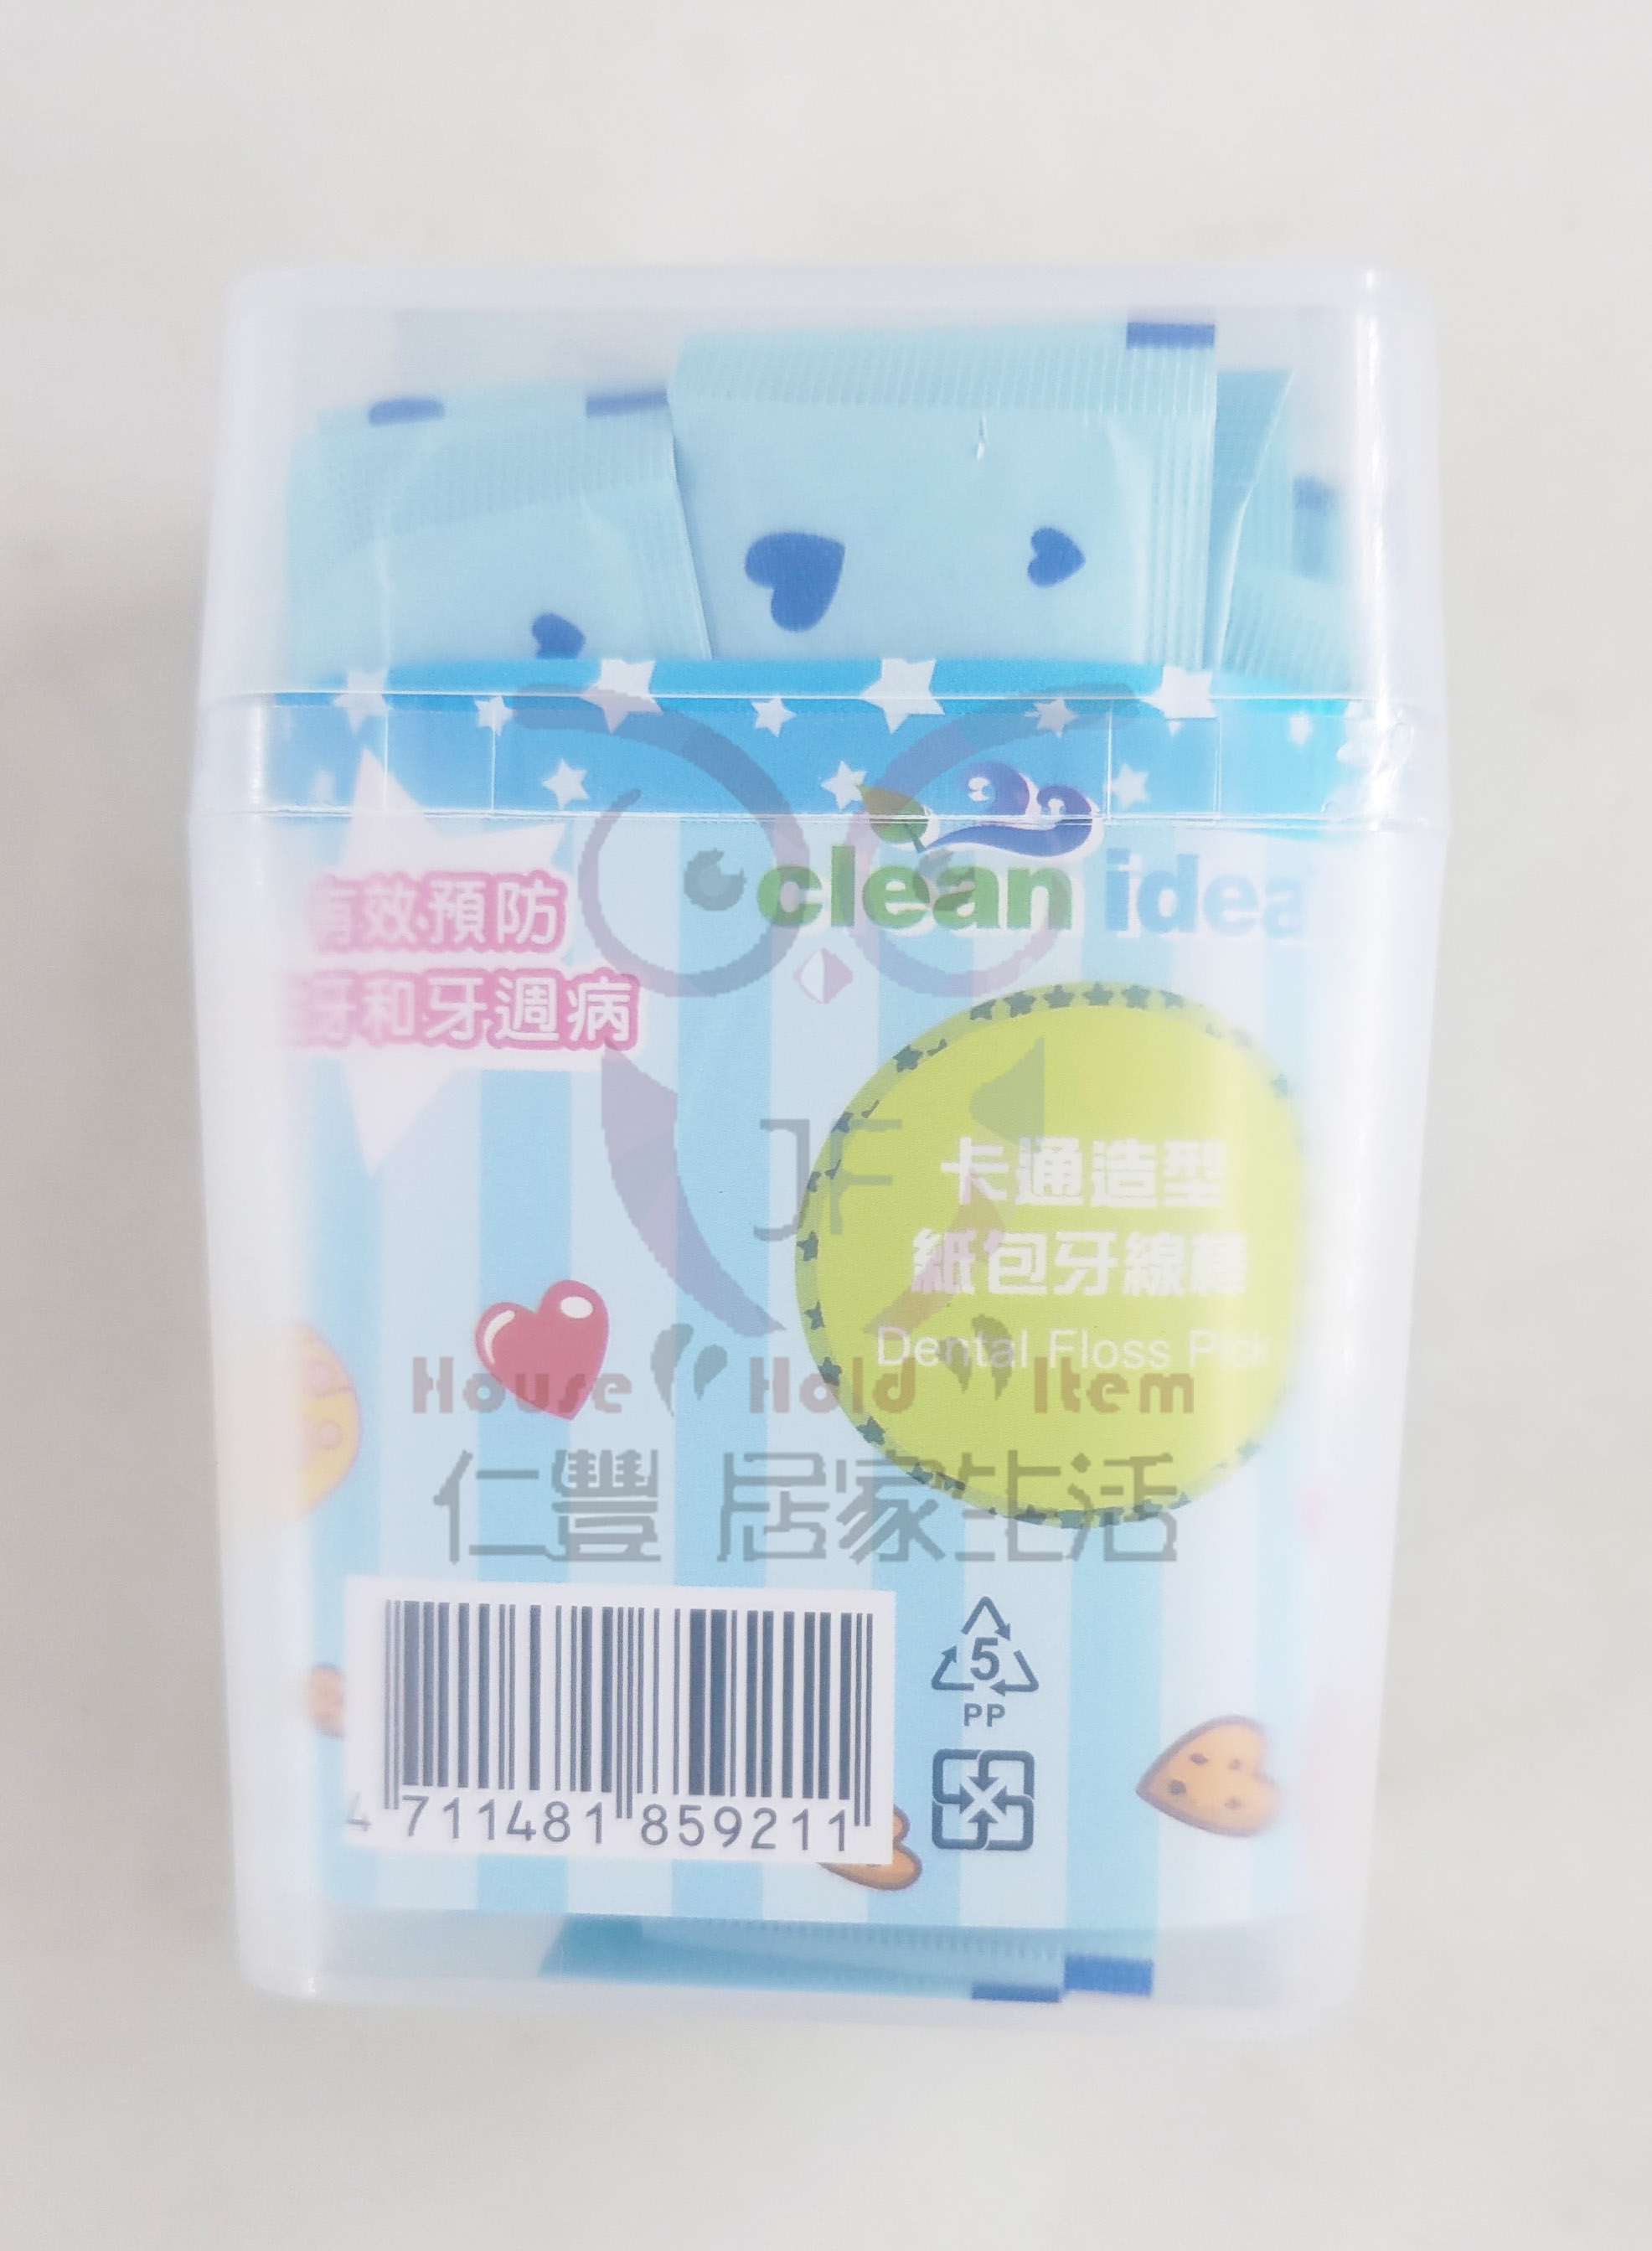 clean idea
有效預防
牙和牙週病
卡通造型
紙包牙線棒
Dental Floss Pick
JF
House Hold Item
仁豐 居家生活
4 711481 859211
5
PP